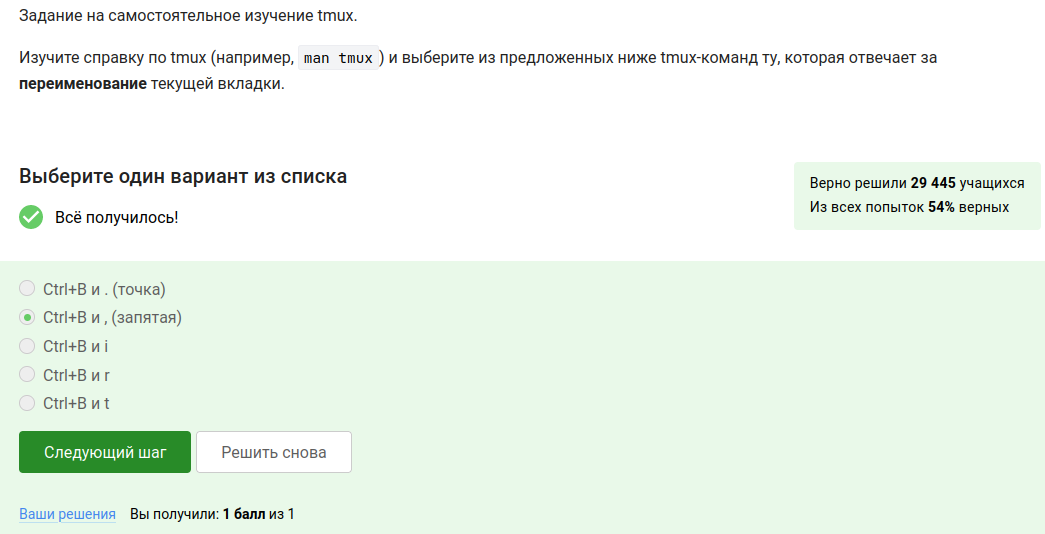 Задание на самостоятельное изучение tmux.
Изучите справку по tmux (например, man tmux ) и выберите из предложенных ниже tmux-команд ту, которая отвечает за
переименование текущей вкладки.
Выберите один вариант из списка
Верно решили 29 445 учащихся
Из всех попыток 54% верных
Всё получилось!
Ctrl+B и . (точка)
Ctrl+B и , (запятая)
Ctrl+B и i
Ctrl+B и r
Ctrl+B и t
Следующий шаг
Решить снова
Ваши решения Вы получили: 1 балл из 1